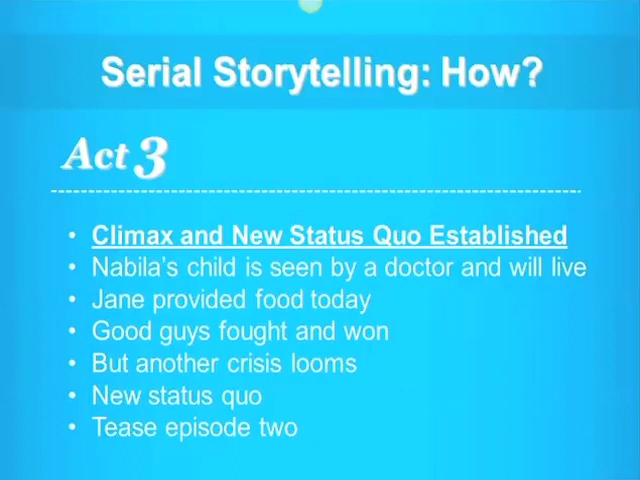 Serial Storytelling: How?
Act 3
• Climax and New Status Quo Established
• Nabila's child is seen by a doctor and will live
• Jane provided food today
• Good guys fought and won
• But another crisis looms
• New status quo
• Tease episode two